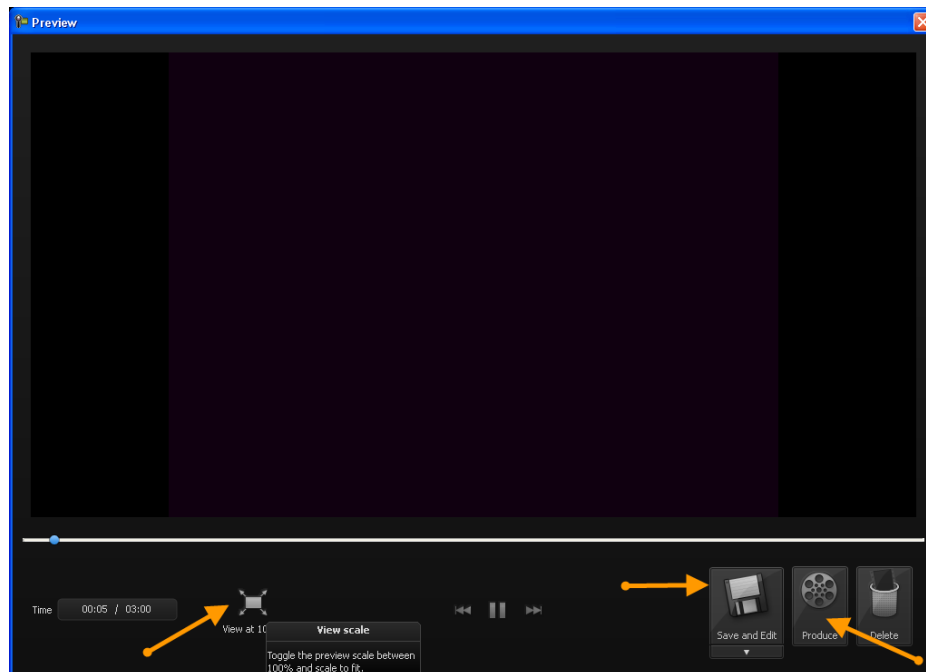 Preview
Time 00:05 / 03:00
View at 10
View scale
Toggle the preview scale between
100% and scale to fit.
Save and Edit
Produce
Delete